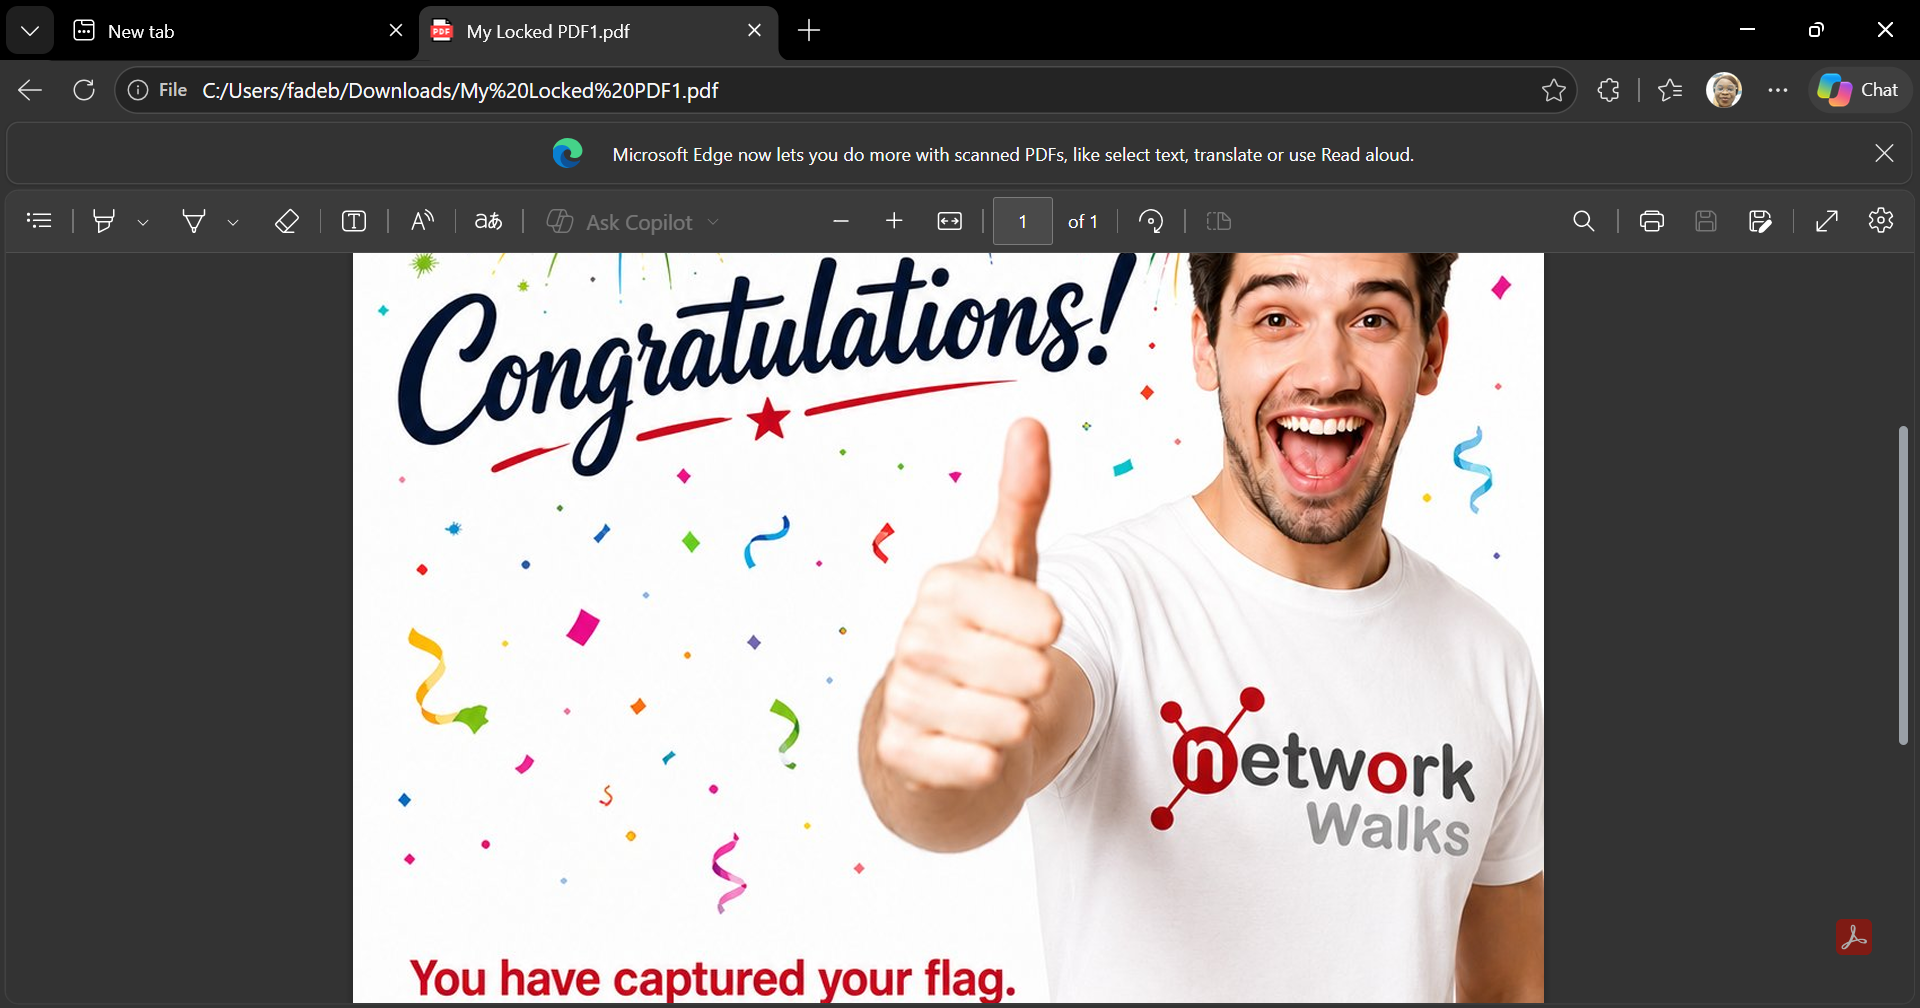 New tab
My Locked PDF1.pdf
File C:/Users/fadeb/Downloads/My%20Locked%20PDF1.pdf
Chat
Microsoft Edge now lets you do more with scanned PDFs, like select text, translate or use Read aloud.
T
A
aあ
Ask Copilot
1 of 1
Congratulations!
network
Walks
You have captured your flag.